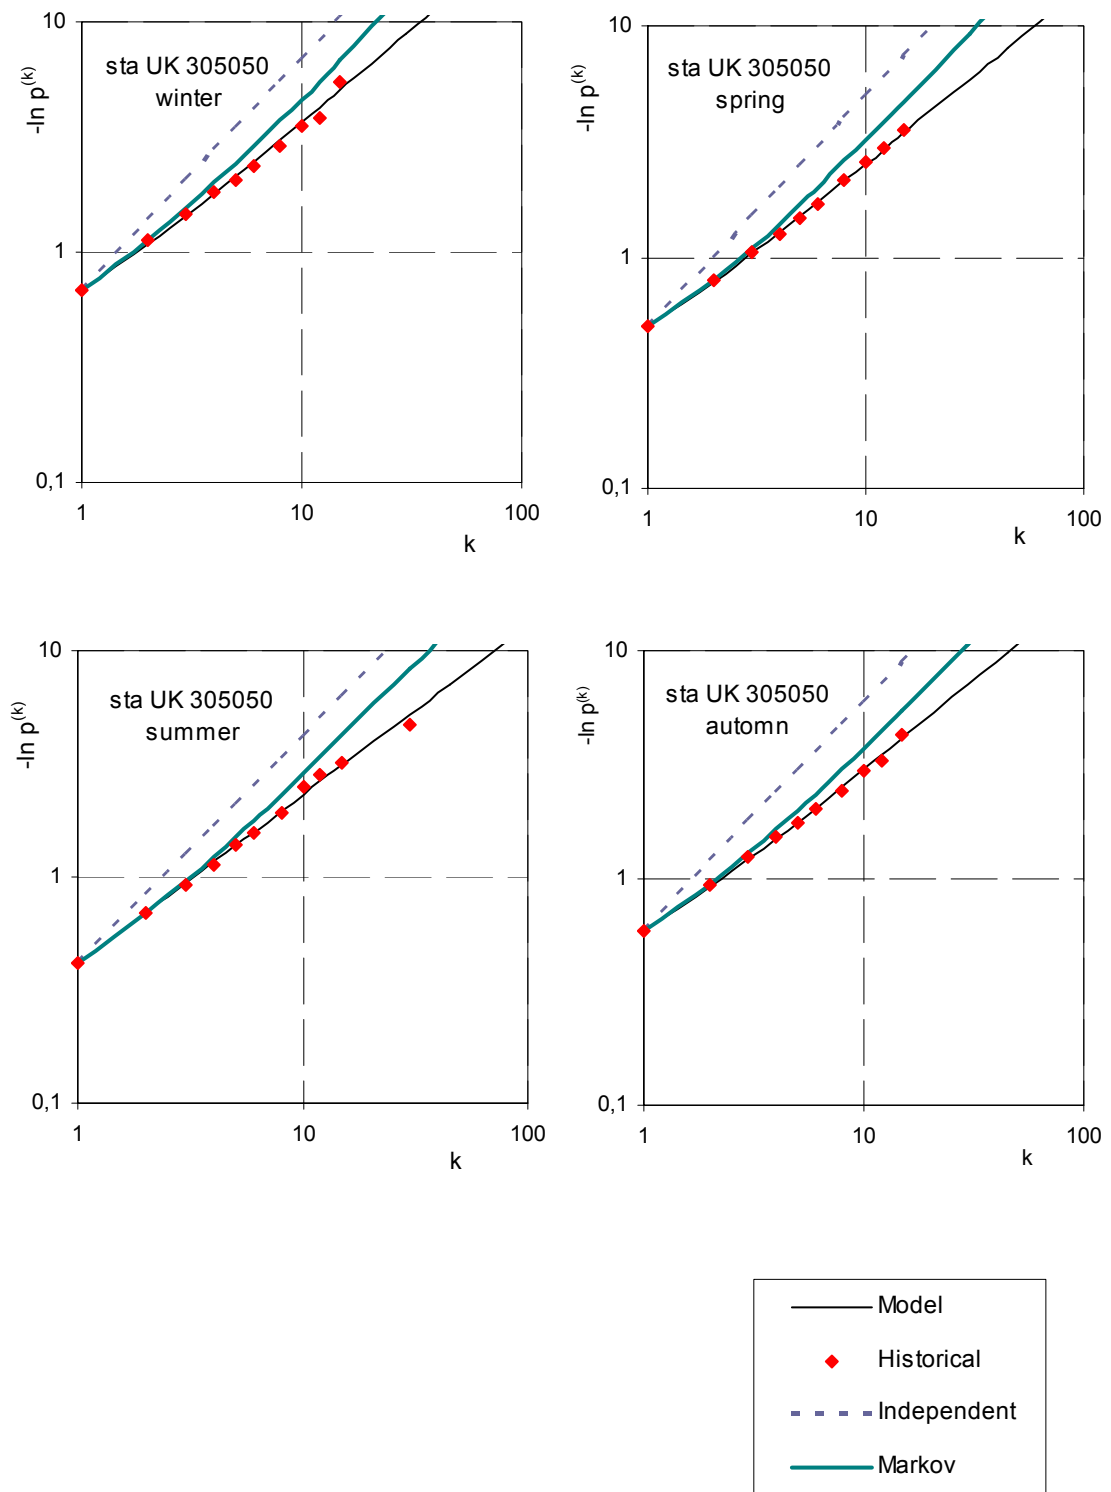 10
sta UK 305050
winter
-ln p(k)
1
0,1
1
10
100
k
10
sta UK 305050
spring
-ln p(k)
1
0,1
1
10
100
k
10
sta UK 305050
summer
-ln p(k)
1
0,1
1
10
100
k
10
sta UK 305050
automn
-ln p(k)
1
0,1
1
10
100
k
Model
Historical
Independent
Markov